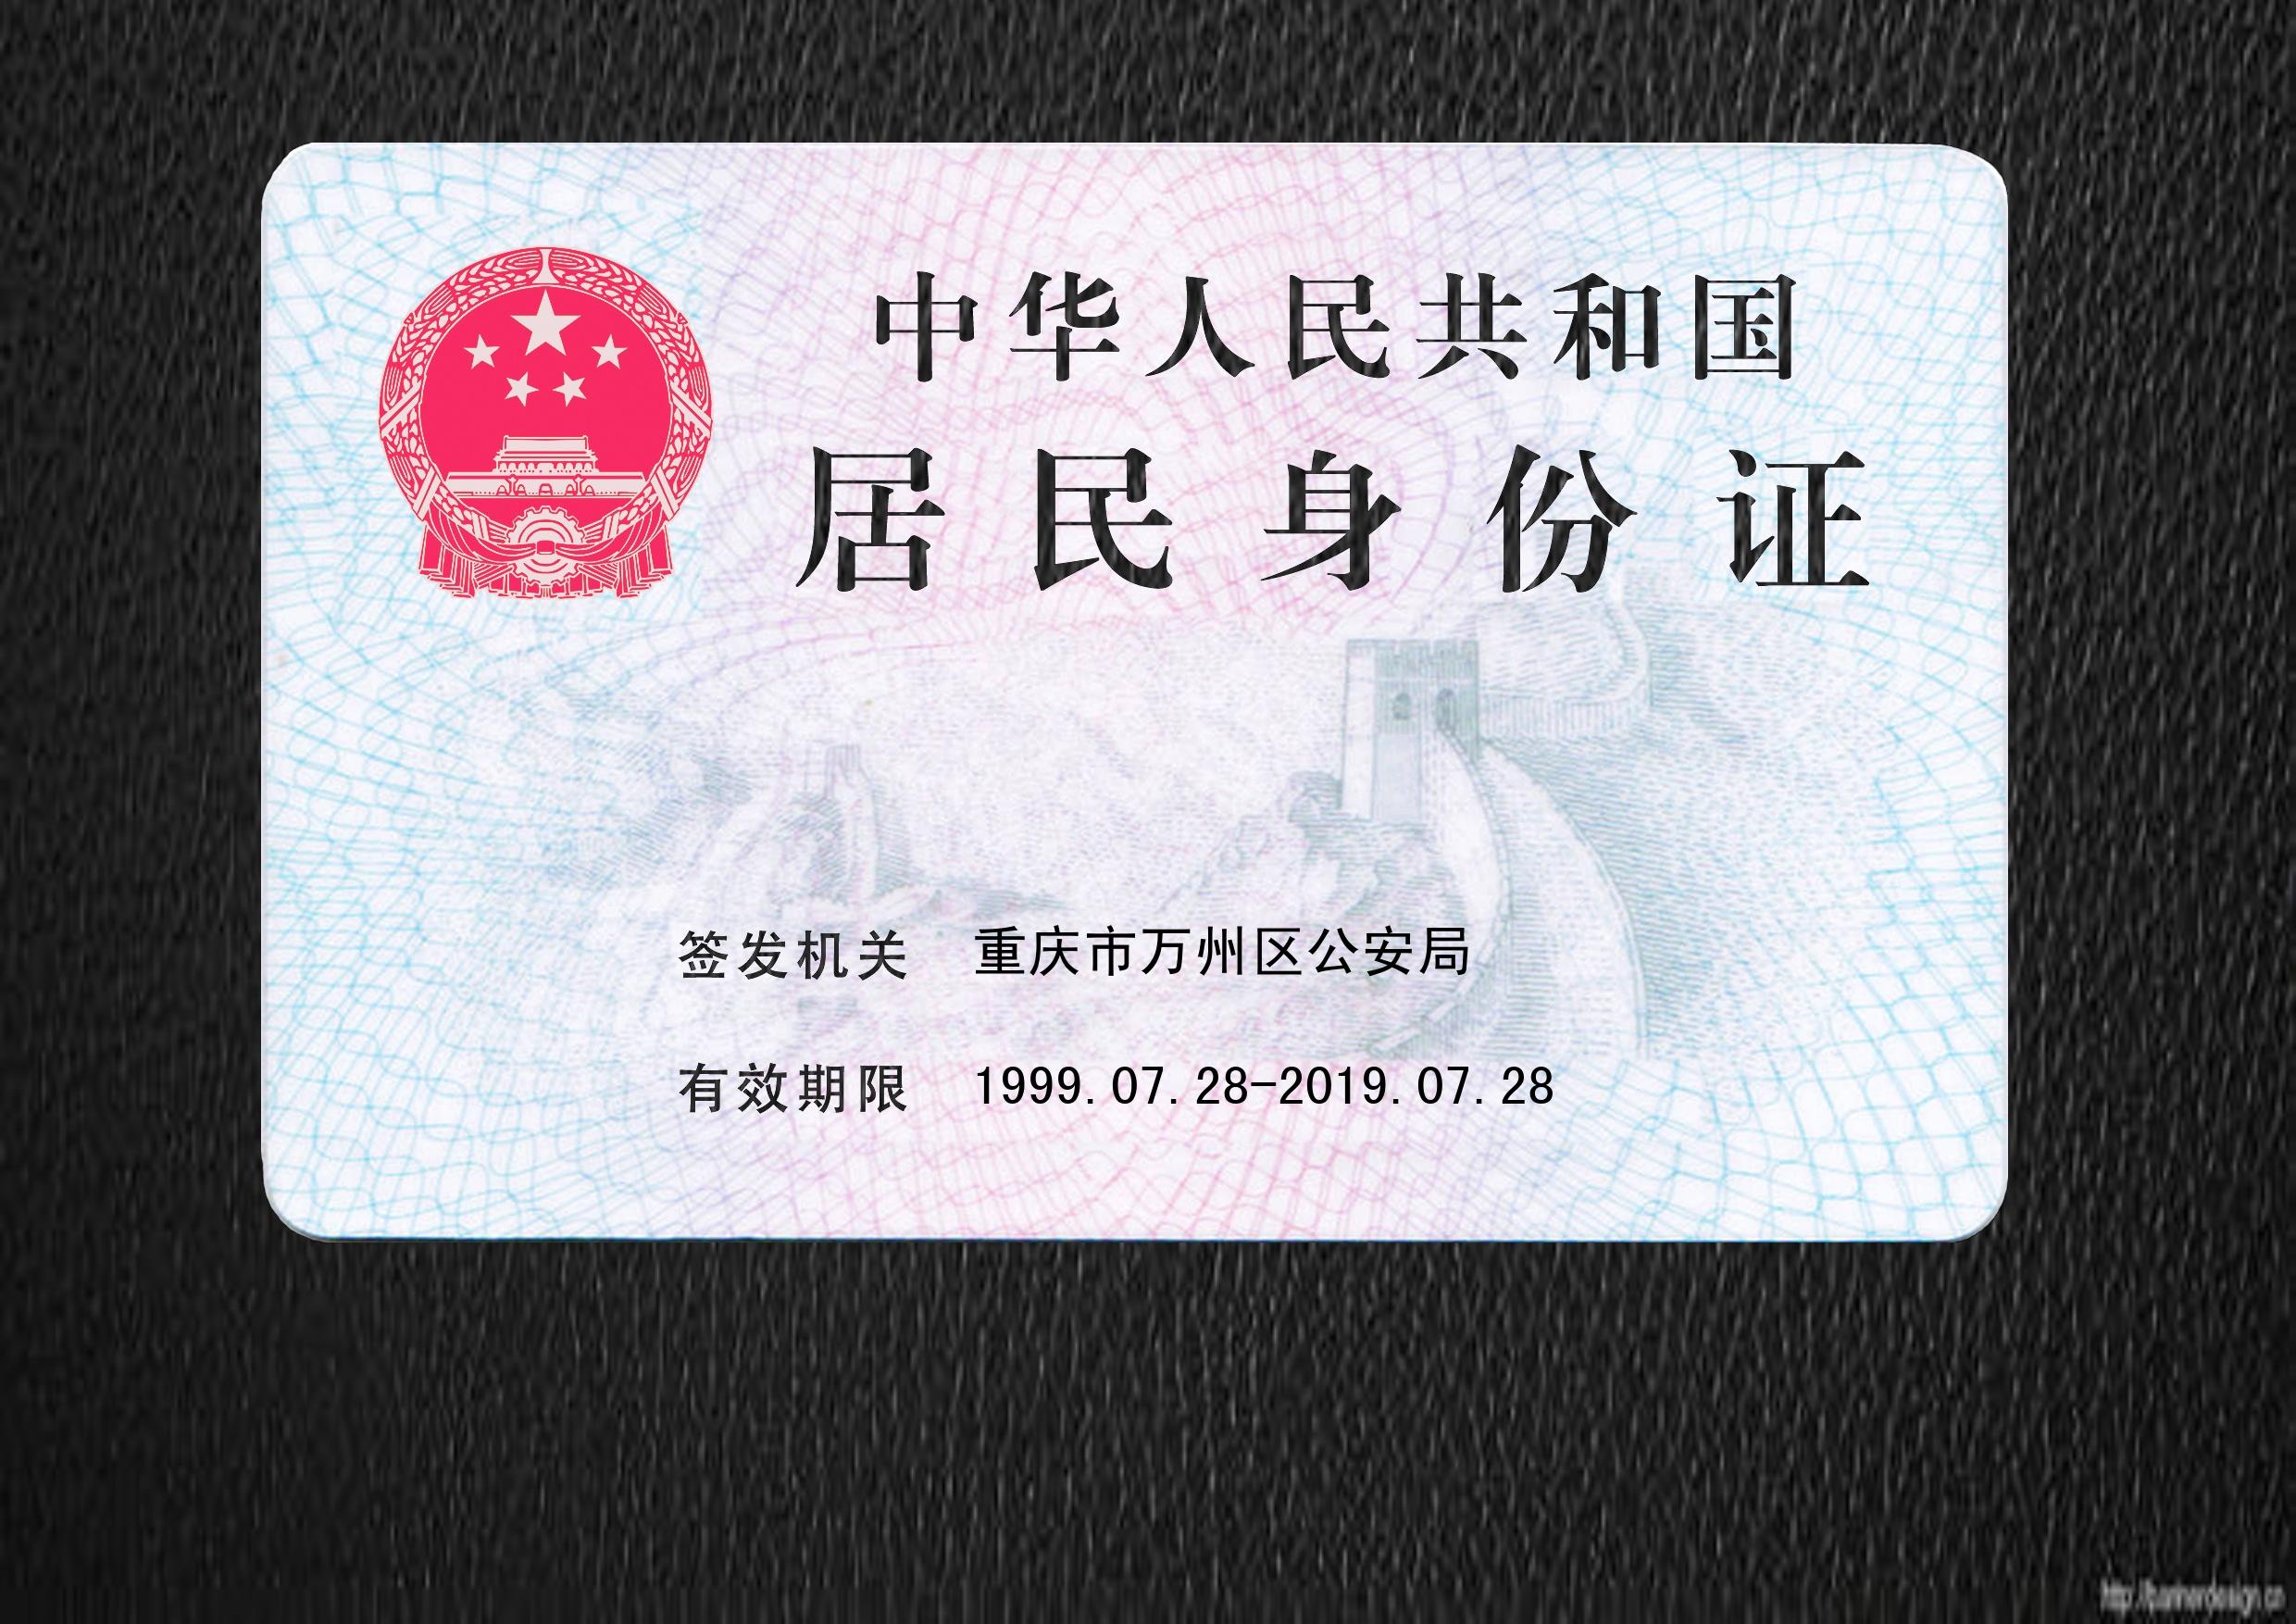 中华人民共和国
居民身份证
签发机关 重庆市万州区公安局
有效期限 1999.07.28-2019.07.28
http://bannerdesign.cn